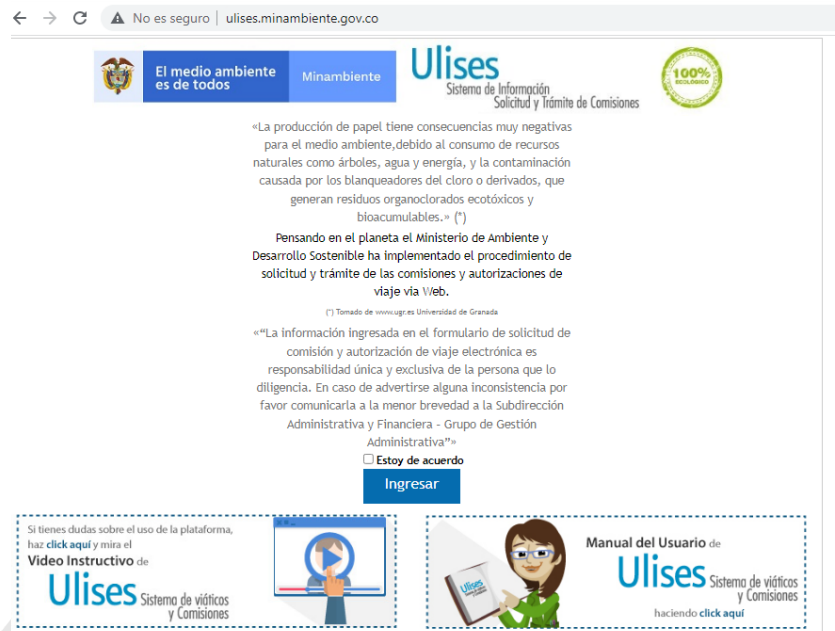 No es seguro | ulises.minambiente.gov.co
El medio ambiente
es de todos
Minambiente
Ulises
Sistema de Información
Solicitud y Trámite de Comisiones
100%
ECOLÓGICO
«La producción de papel tiene consecuencias muy negativas
para el medio ambiente,debido al consumo de recursos
naturales como árboles, agua y energía, y la contaminación
causada por los blanqueadores del cloro o derivados, que
generan residuos organoclorados ecotóxicos y
bioacumulables.» (*)
Pensando en el planeta el Ministerio de Ambiente y
Desarrollo Sostenible ha implementado el procedimiento de
solicitud y trámite de las comisiones y autorizaciones de
viaje via Web.
(*) Tomado de www.ugr.es Universidad de Granada
«“La información ingresada en el formulario de solicitud de
comisión y autorización de viaje electrónica es
responsabilidad única y exclusiva de la persona que lo
diligencia. En caso de advertirse alguna inconsistencia por
favor comunicarla a la menor brevedad a la Subdirección
Administrativa y Financiera - Grupo de Gestión
Administrativa”»
Estoy de acuerdo
Ingresar
Si tienes dudas sobre el uso de la plataforma,
haz click aquí y mira el
Video Instructivo de
Ulises Sistema de viáticos
y Comisiones
Ulises
Manual del Usuario de
Ulises Sistema de viáticos
y Comisiones
haciendo click aquí